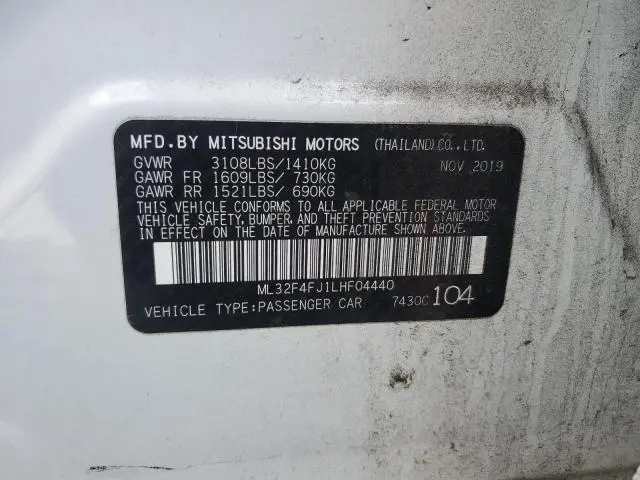 MFD.BY MITSUBISHI MOTORS (THAILAND)CO.,LTD.
GVWR 3108LBS/1410KG NOV 2019
GAWR FR 1609LBS/ 730KG
GAWR RR 1521LBS/ 690KG
THIS VEHICLE CONFORMS TO ALL APPLICABLE FEDERAL MOTOR
VEHICLE SAFETY, BUMPER, AND THEFT PREVENTION STANDARDS
IN EFFECT ON THE DATE OF MANUFACTURE SHOWN ABOVE.
ML32F4FJ1LHF04440
VEHICLE TYPE:PASSENGER CAR 7430C 104